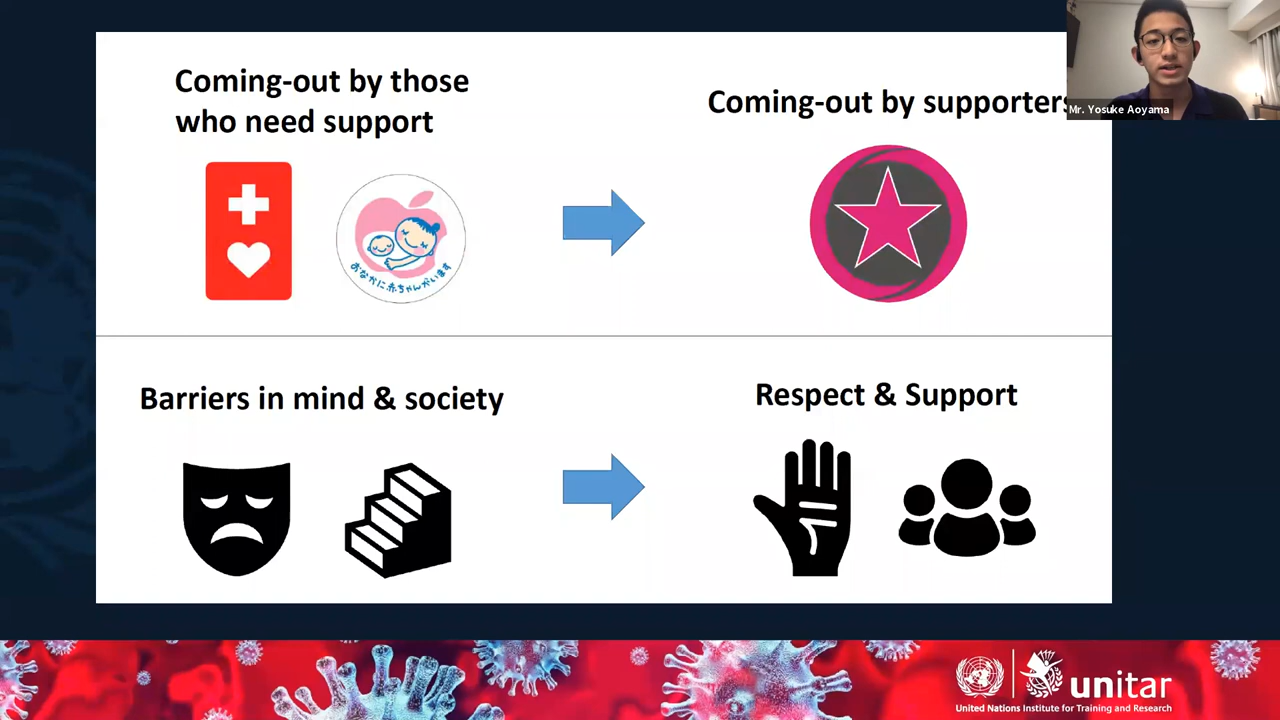 Coming-out by those
who need support
Coming-out by supporters
Mr. Yosuke Aoyama
おなかに赤ちゃんがいます
Barriers in mind & society
Respect & Support
unitar
United Nations Institute for Training and Research